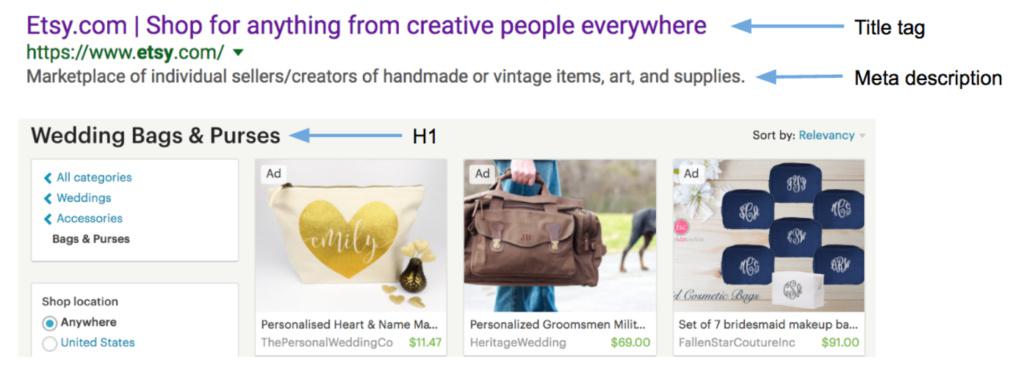 Etsy.com | Shop for anything from creative people everywhere
Title tag
https://www.etsy.com/
Marketplace of individual sellers/creators of handmade or vintage items, art, and supplies.
Meta description
Wedding Bags & Purses
H1
Sort by: Relevancy
All categories
Weddings
Accessories
Bags & Purses
Shop location
Anywhere
United States
Ad
emily
Personalised Heart & Name Ma...
ThePersonalWeddingCo $11.47
Ad
Personalized Groomsmen Milit...
HeritageWedding $69.00
Ad
fsc
d Cosmetic Bags
Set of 7 bridesmaid makeup ba...
FallenStarCoutureInc $91.00